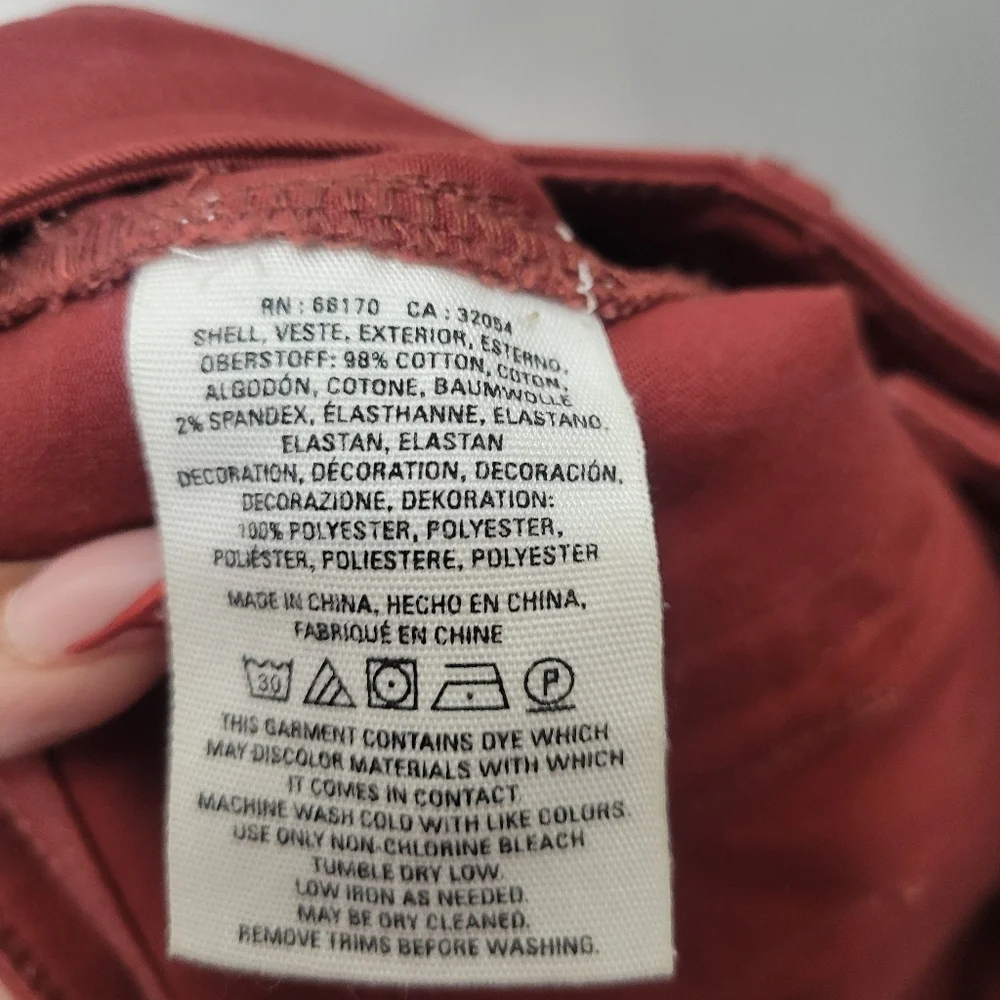 RN : 66170 CA : 32054
SHELL, VESTE, EXTERIOR, ESTERNO,
OBERSTOFF: 98% COTTON, COTON,
ALGODÓN, COTONE, BAUMWOLLE
2% SPANDEX, ÉLASTHANNE, ELASTANO,
ELASTAN, ELASTAN
DECORATION, DÉCORATION, DECORACIÓN,
DECORAZIONE, DEKORATION:
100% POLYESTER, POLYESTER,
POLIÉSTER, POLIESTERE, POLYESTER
MADE IN CHINA, HECHO EN CHINA,
FABRIQUÉ EN CHINE
30 P
THIS GARMENT CONTAINS DYE WHICH
MAY DISCOLOR MATERIALS WITH WHICH
IT COMES IN CONTACT
MACHINE WASH COLD WITH LIKE COLORS.
USE ONLY NON-CHLORINE BLEACH
TUMBLE DRY LOW.
LOW IRON AS NEEDED.
MAY BE DRY CLEANED.
REMOVE TRIMS BEFORE WASHING.